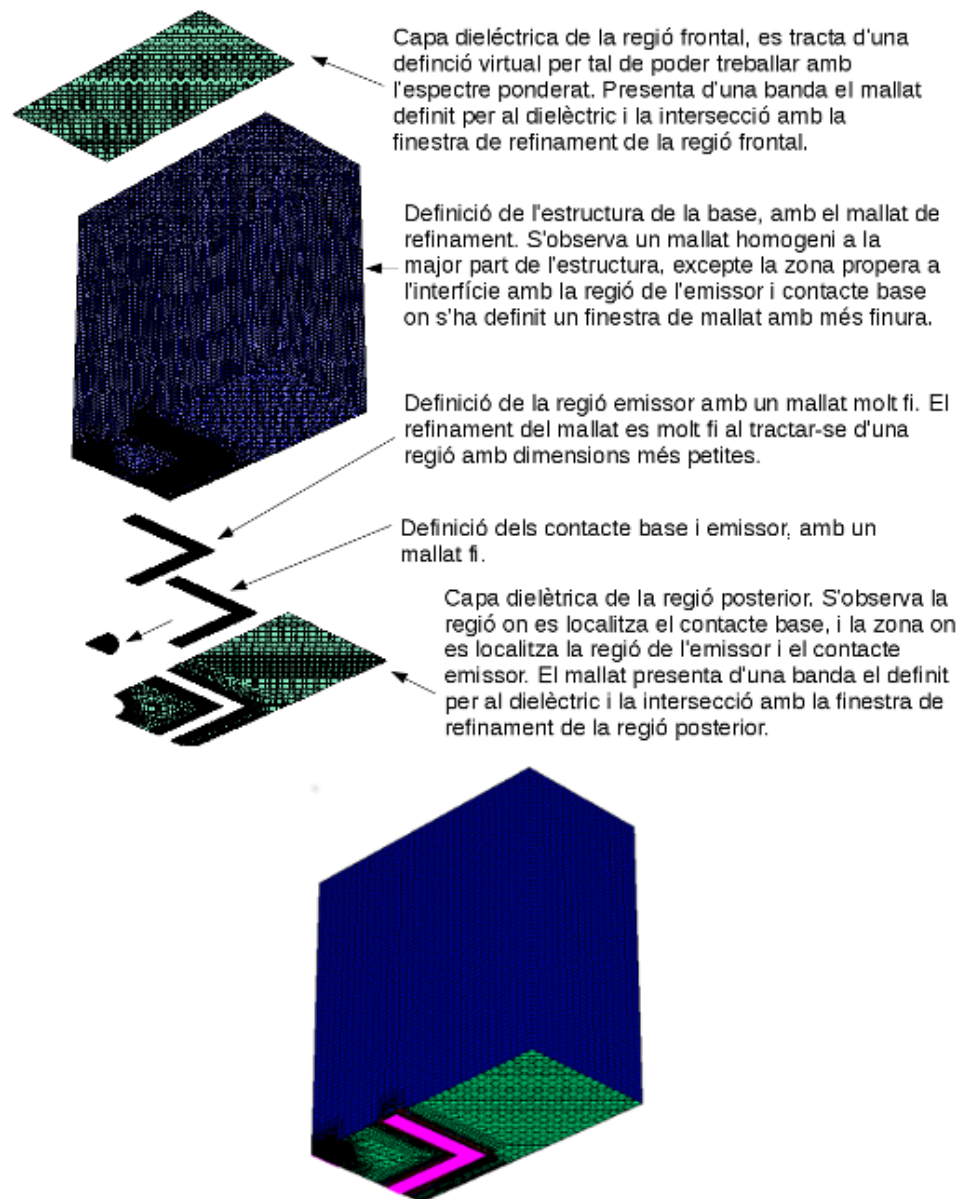 Capa dieléctrica de la regió frontal, es tracta d'una
definció virtual per tal de poder treballar amb
l'espectre ponderat. Presenta d'una banda el mallat
definit per al dielèctric i la intersecció amb la
finestra de refinament de la regió frontal.
Definició de l'estructura de la base, amb el mallat de
refinament. S'observa un mallat homogeni a la
major part de l'estructura, excepte la zona propera a
l'interfície amb la regió de l'emissor i contacte base
on s'ha definit un finestra de mallat amb més finura.
Definició de la regió emissor amb un mallat molt fi. El
refinament del mallat es molt fi al tractar-se d'una
regió amb dimensions més petites.
Definició dels contacte base i emissor, amb un
mallat fi.
Capa dielètrica de la regió posterior. S'observa la
regió on es localitza el contacte base, i la zona on
es localitza la regió de l'emissor i el contacte
emissor. El mallat presenta d'una banda el definit
per al dielèctric i la intersecció amb la finestra de
refinament de la regió posterior.